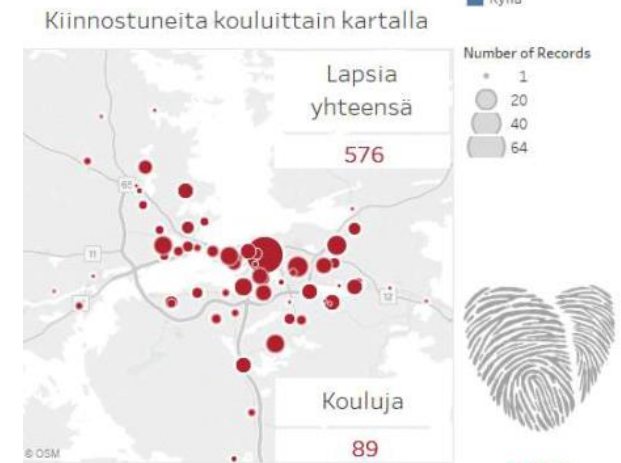 Kiinnostuneita kouluittain kartalla
Number of Records
1
20
40
64
Lapsia
yhteensä
576
65
11
12
Kouluja
89
© OSM